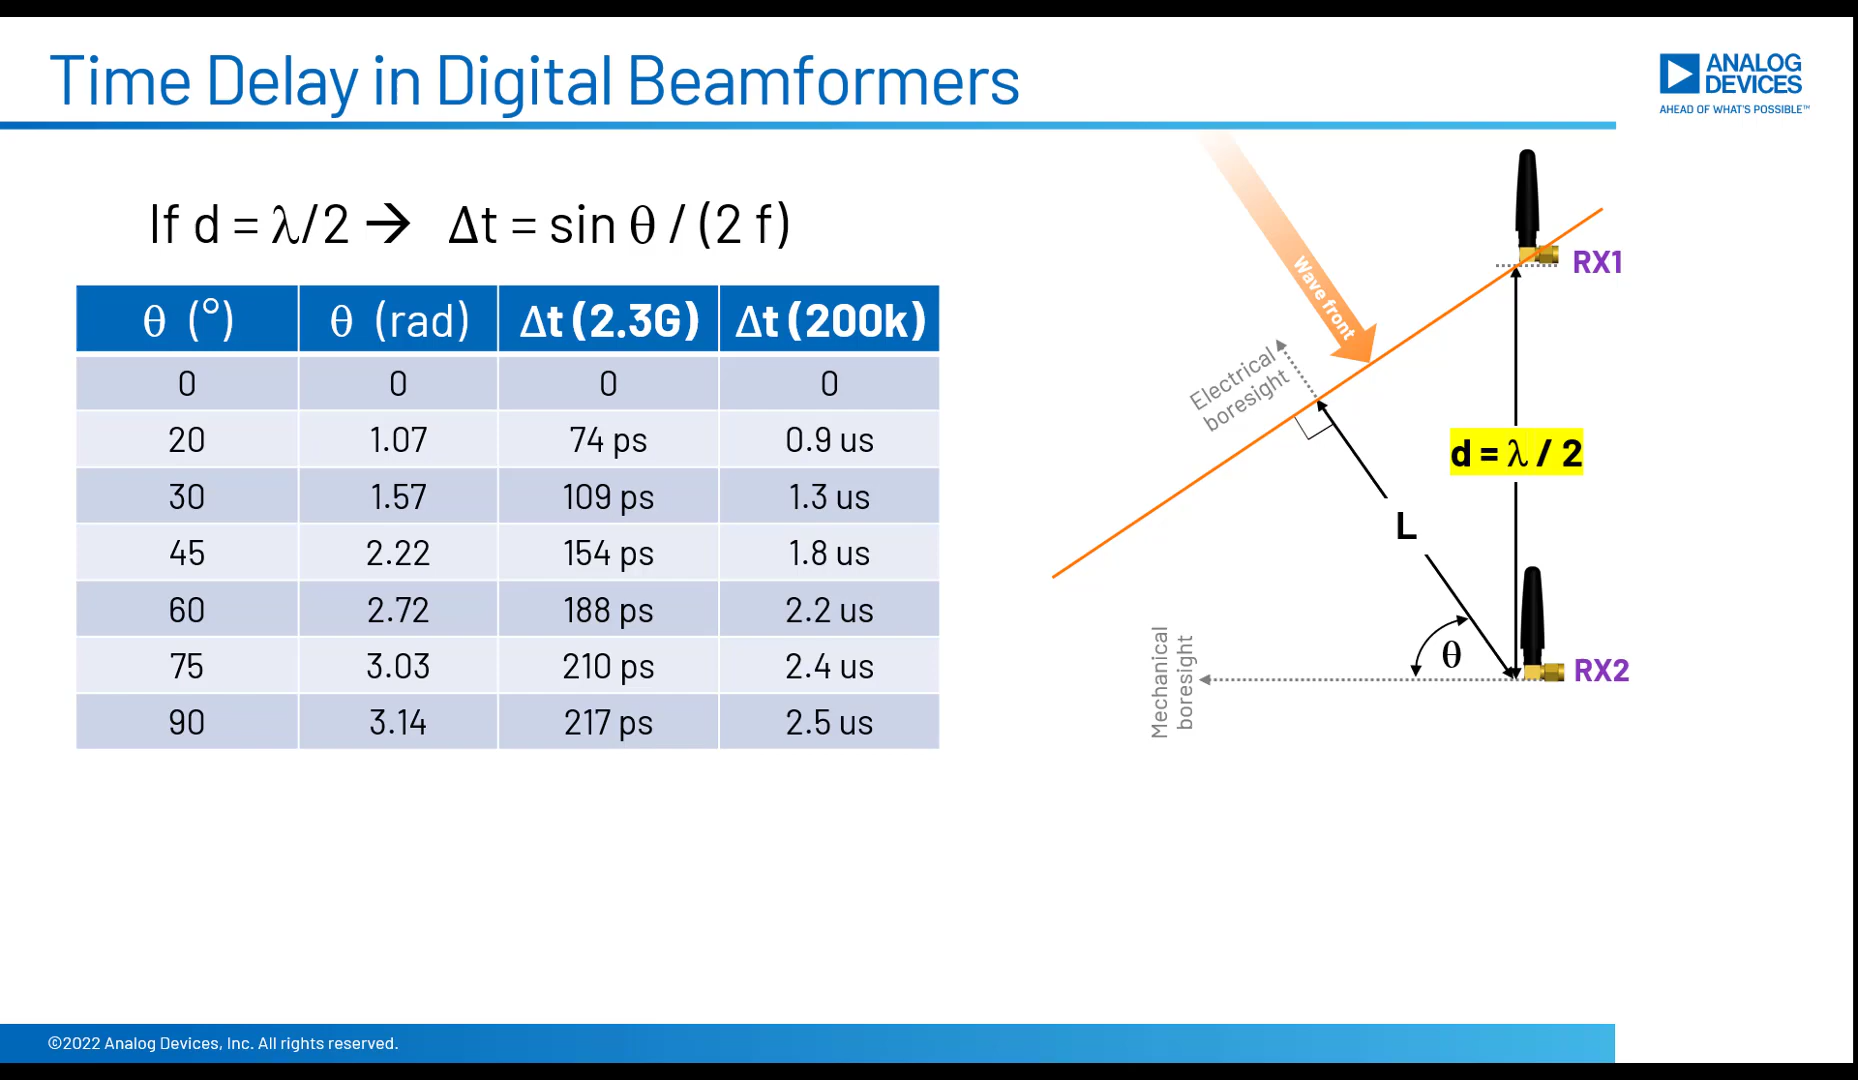 Time Delay in Digital Beamformers
ANALOG
DEVICES
AHEAD OF WHAT'S POSSIBLE™
If d = λ/2 → Δt = sin θ / (2 f)
θ (°) θ (rad) Δt (2.3G) Δt (200k)
0 0 0 0
20 1.07 74 ps 0.9 us
30 1.57 109 ps 1.3 us
45 2.22 154 ps 1.8 us
60 2.72 188 ps 2.2 us
75 3.03 210 ps 2.4 us
90 3.14 217 ps 2.5 us
Wave front
RX1
Electrical
boresight
d = λ / 2
L
θ
RX2
Mechanical
boresight
©2022 Analog Devices, Inc. All rights reserved.